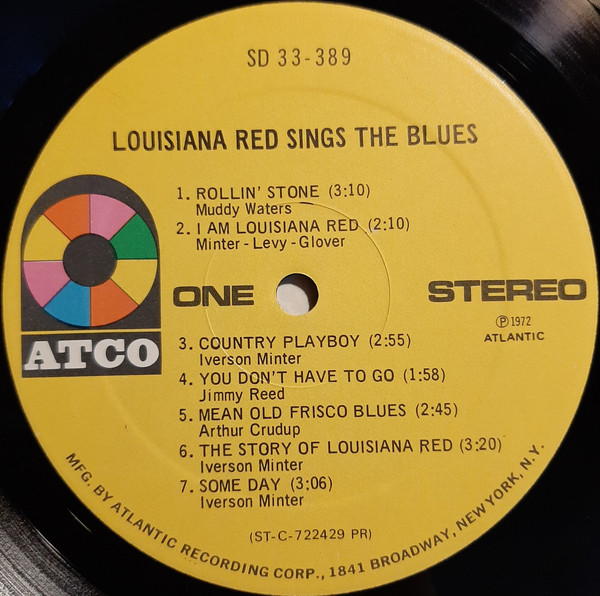 SD 33-389
LOUISIANA RED SINGS THE BLUES
1. ROLLIN' STONE (3:10)
Muddy Waters
2. I AM LOUISIANA RED (2:10)
Minter - Levy - Glover
ONE
STEREO
℗ 1972
ATLANTIC
ATCO
3. COUNTRY PLAYBOY (2:55)
Iverson Minter
4. YOU DON'T HAVE TO GO (1:58)
Jimmy Reed
5. MEAN OLD FRISCO BLUES (2:45)
Arthur Crudup
6. THE STORY OF LOUISIANA RED (3:20)
Iverson Minter
7. SOME DAY (3:06)
Iverson Minter
(ST-C-722429 PR)
MFG. BY ATLANTIC RECORDING CORP., 1841 BROADWAY, NEW YORK, N.Y.